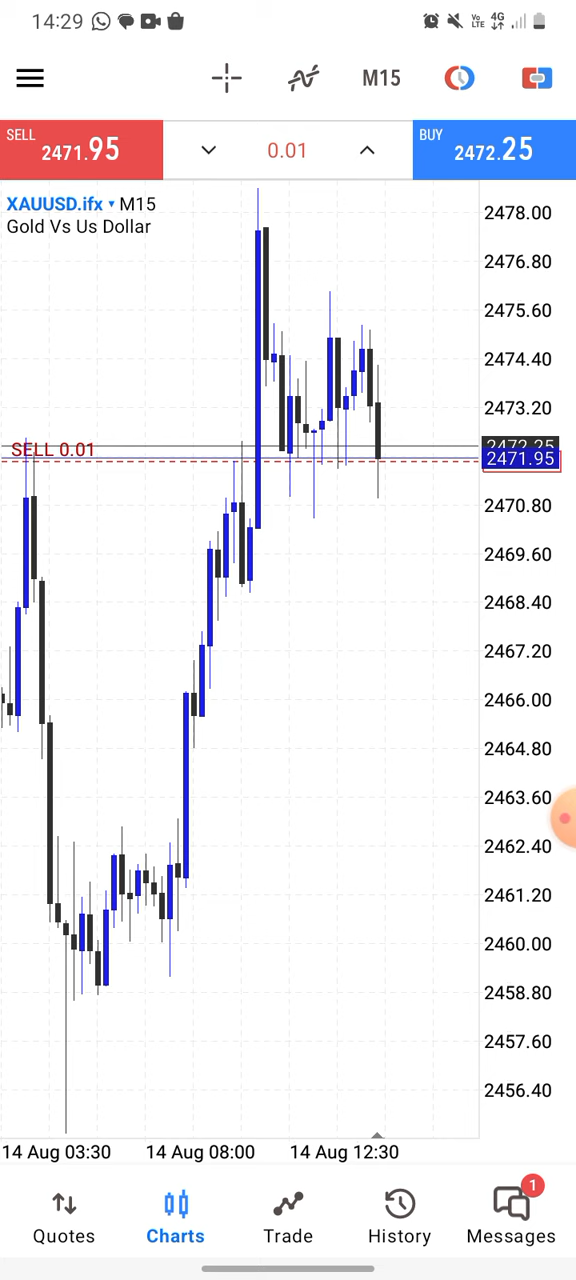 14:29
Vo
LTE
4G
M15
SELL
2471.95
0.01
BUY
2472.25
XAUUSD.ifx ▾ M15
Gold Vs Us Dollar
SELL 0.01
2478.00
2476.80
2475.60
2474.40
2473.20
2472.25
2471.95
2470.80
2469.60
2468.40
2467.20
2466.00
2464.80
2463.60
2462.40
2461.20
2460.00
2458.80
2457.60
2456.40
14 Aug 03:30
14 Aug 08:00
14 Aug 12:30
1
Quotes
Charts
Trade
History
Messages